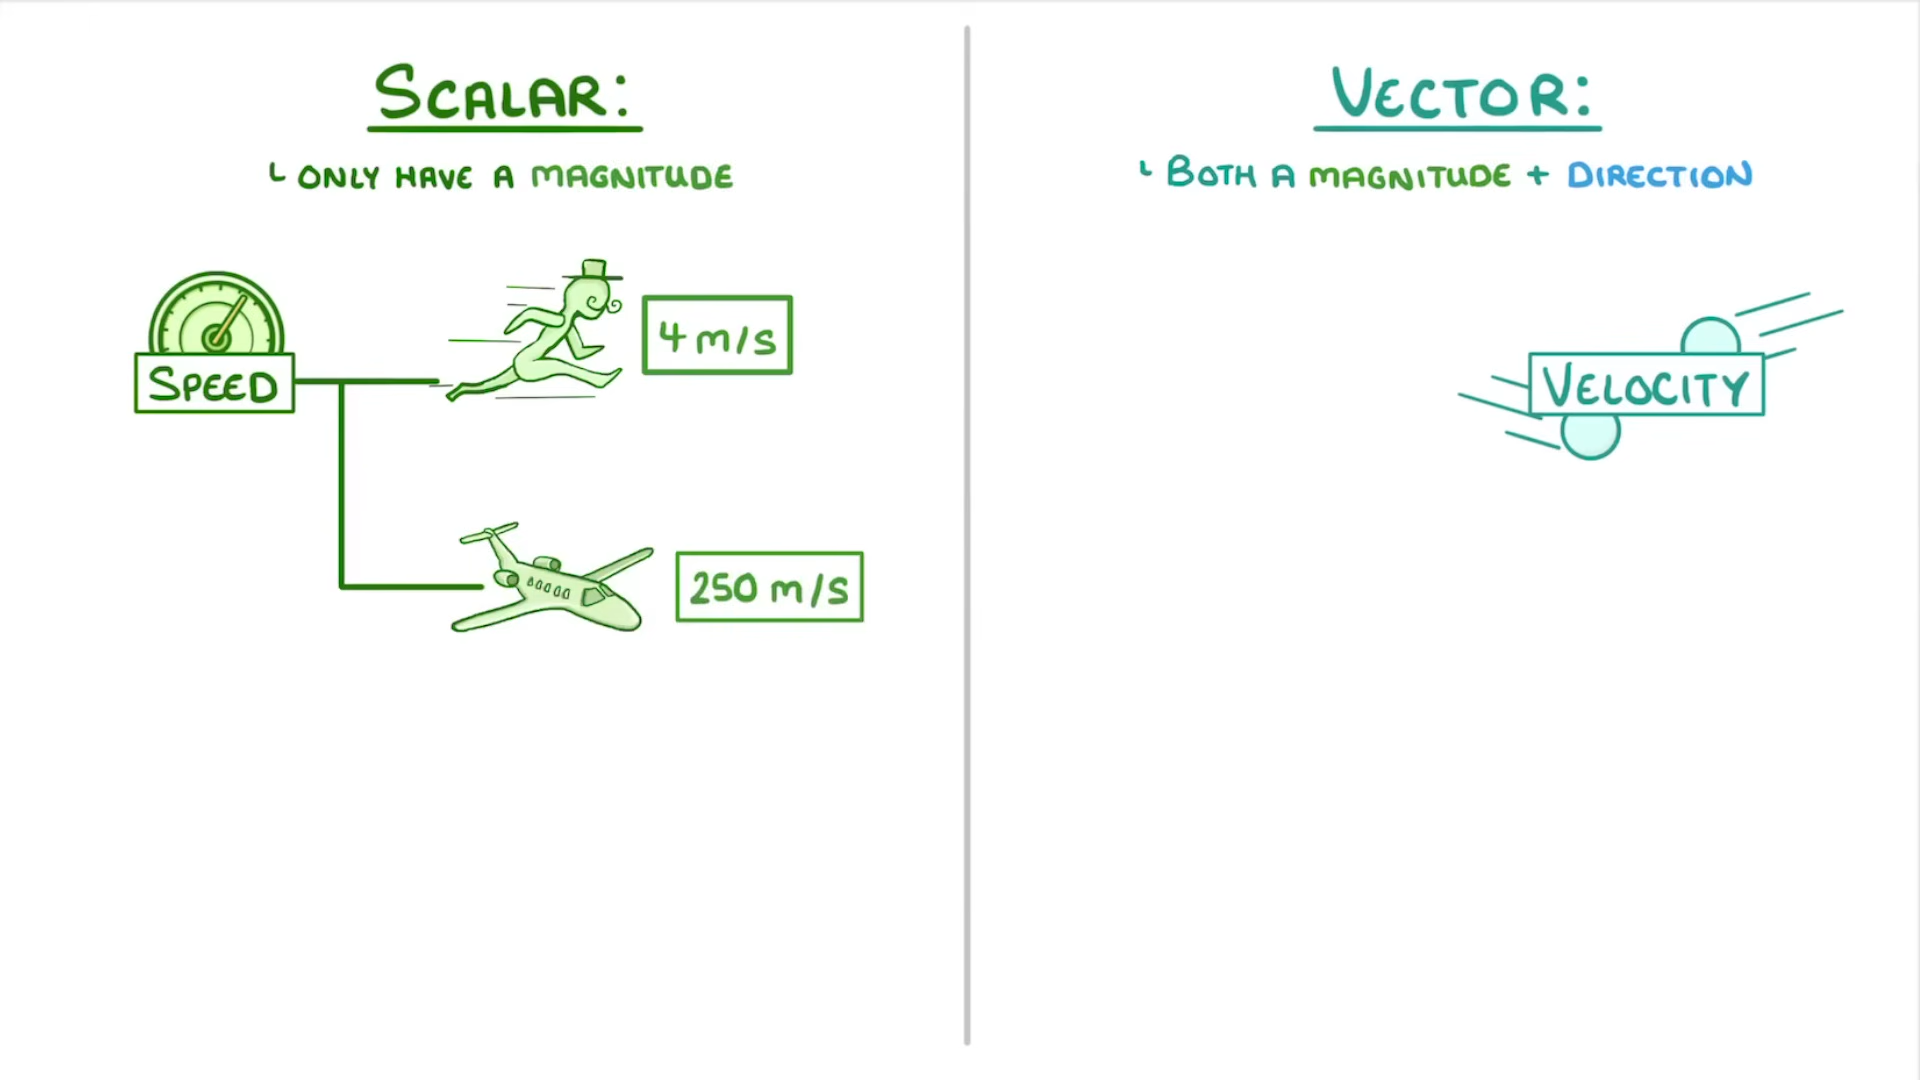 SCALAR:
ONLY HAVE A MAGNITUDE
SPEED
4 m/s
250 m/s
VECTOR:
BOTH A MAGNITUDE + DIRECTION
VELOCITY